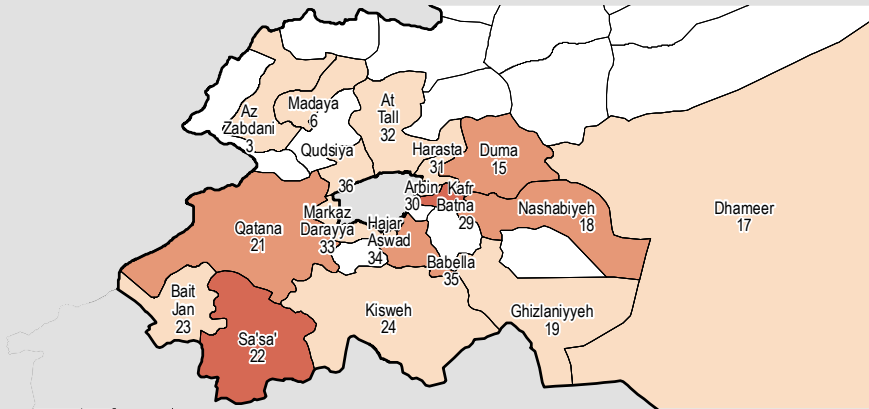 Az
Zabdani
3
Madaya
6
At
Tall
32
Qudsiya
36
Harasta
31
Duma
15
Arbin
30
Kafr
Batna
29
Nashabiyeh
18
Dhameer
17
Qatana
21
Markaz
Darayya
33
Hajar
Aswad
34
Babella
35
Bait
Jan
23
Sa'sa'
22
Kisweh
24
Ghizlaniyyeh
19